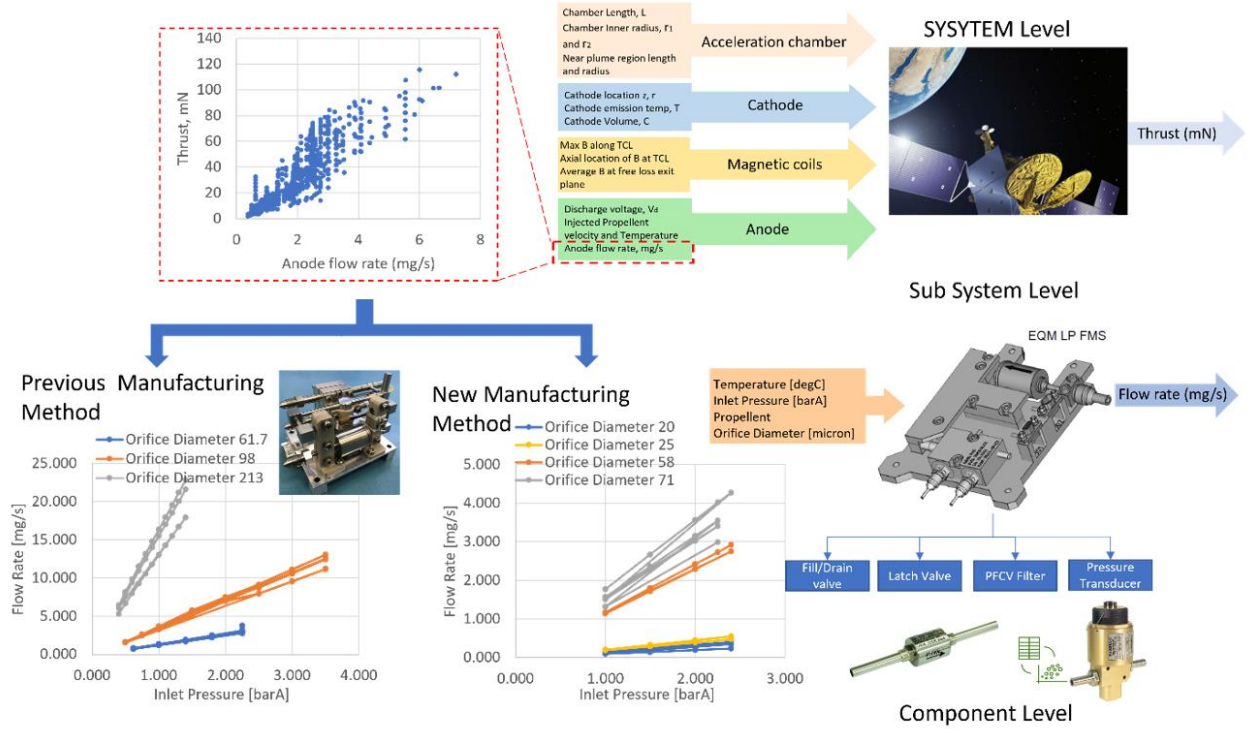 140
120
100
80
60
40
20
0
Thrust, mN
0 2 4 6 8
Anode flow rate (mg/s)
Chamber Length, L
Chamber Inner radius, r1
and r2
Near plume region length
and radius
Acceleration chamber
Cathode location z, r
Cathode emission temp, T
Cathode Volume, C
Cathode
Max B along TCL
Axial location of B at TCL
Average B at free loss exit
plane
Magnetic coils
Discharge voltage, Vd
Injected Propellent
velocity and Temperature
Anode flow rate, mg/s
Anode
SYSYTEM Level
Thrust (mN)
Previous Manufacturing
Method
Orifice Diameter 61.7
Orifice Diameter 98
Orifice Diameter 213
25.000
20.000
15.000
10.000
5.000
0.000
Flow Rate [mg/s]
0.000 1.000 2.000 3.000 4.000
Inlet Pressure [barA]
New Manufacturing
Method
Orifice Diameter 20
Orifice Diameter 25
Orifice Diameter 58
Orifice Diameter 71
5.000
4.000
3.000
2.000
1.000
0.000
Flow Rate [mg/s]
0.000 1.000 2.000 3.000
Inlet Pressure [barA]
Sub System Level
EQM LP FMS
Temperature [degC]
Inlet Pressure [barA]
Propellent
Orifice Diameter [micron]
Flow rate (mg/s)
Fill/Drain
valve
Latch Valve
PFCV Filter
Pressure
Transducer
Component Level